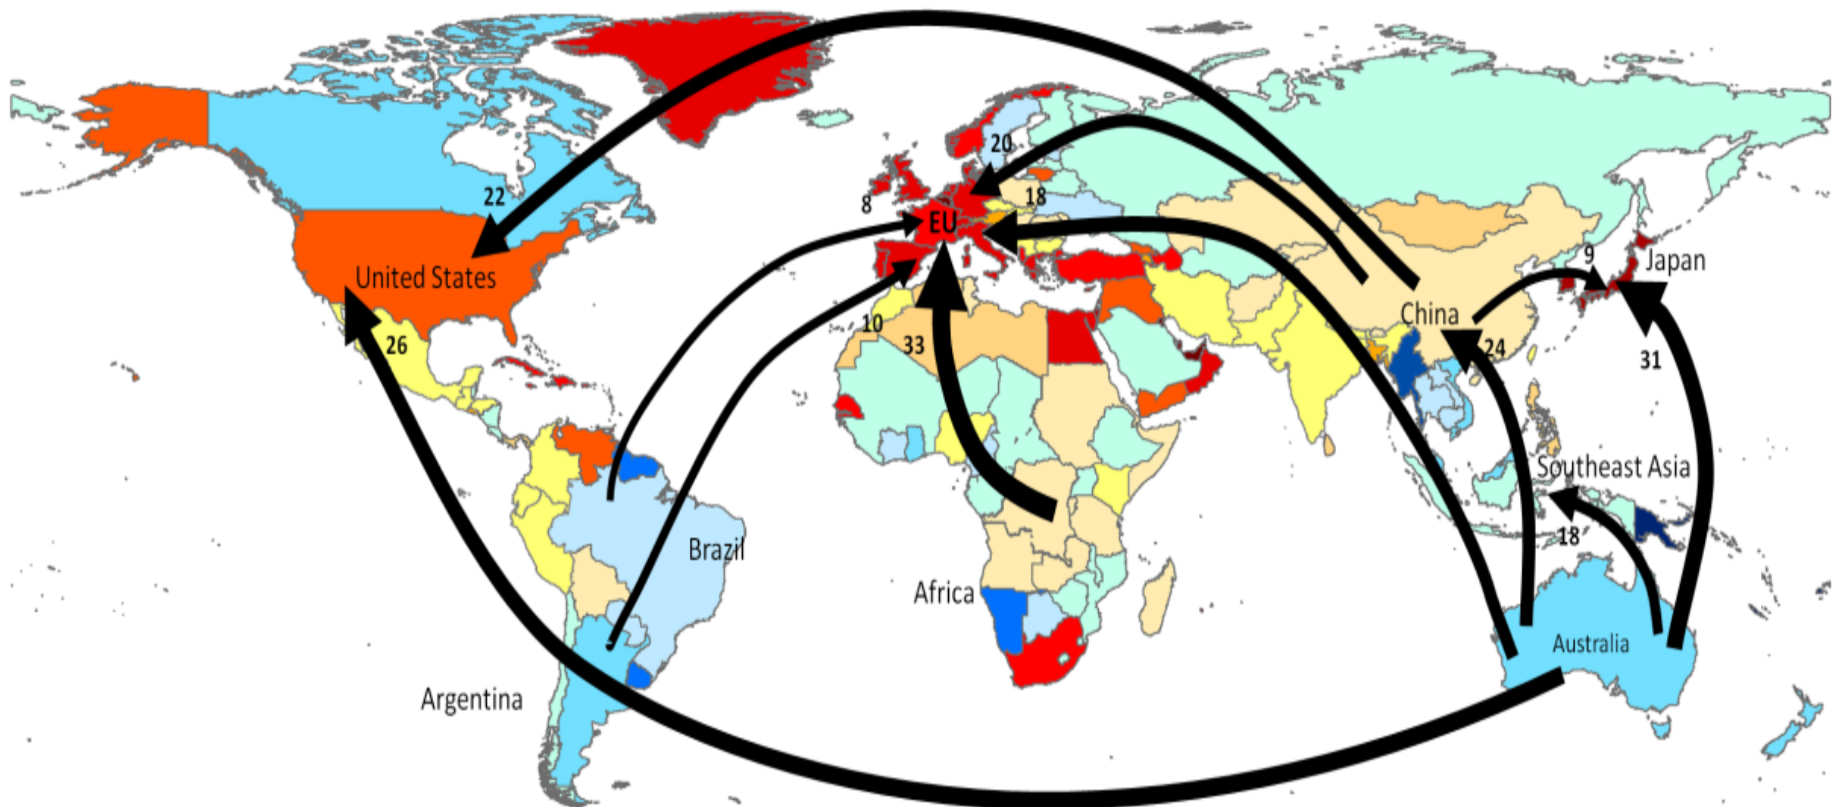 20
22
18
8
EU
9
Japan
United States
China
10
26
33
24
31
Southeast Asia
18
Brazil
Africa
Australia
Argentina